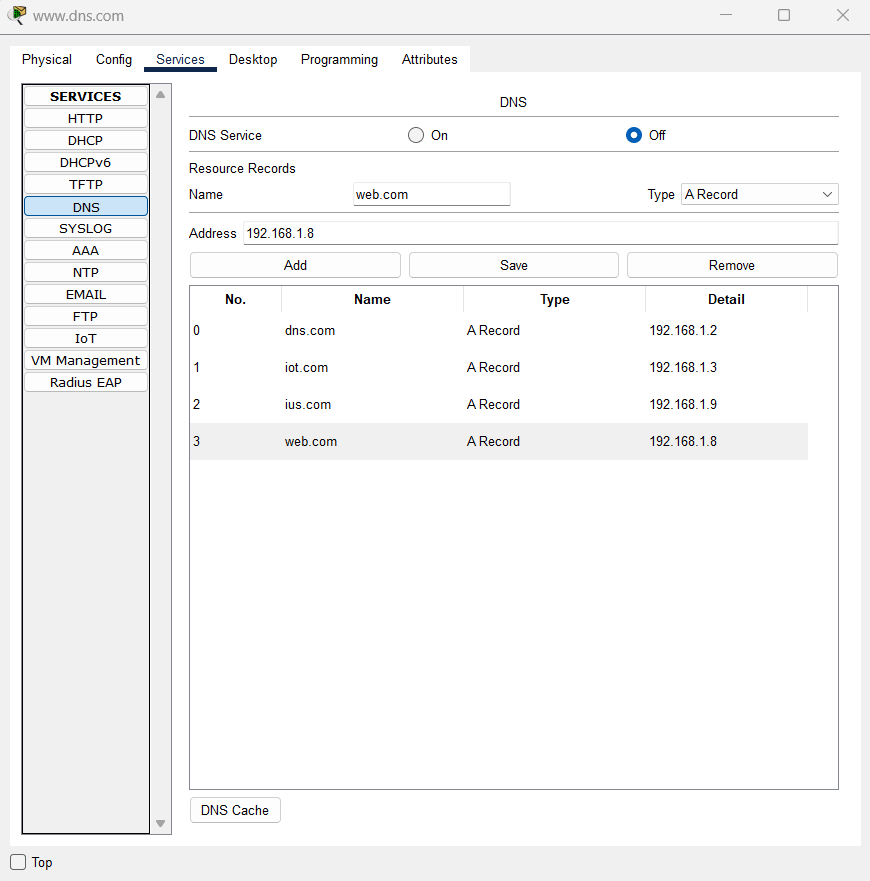 www.dns.com
Physical Config Services Desktop Programming Attributes
SERVICES
HTTP
DHCP
DHCPv6
TFTP
DNS
SYSLOG
AAA
NTP
EMAIL
FTP
IoT
VM Management
Radius EAP
DNS
DNS Service On Off
Resource Records
Name web.com Type A Record
Address 192.168.1.8
Add Save Remove
No. Name Type Detail
0 dns.com A Record 192.168.1.2
1 iot.com A Record 192.168.1.3
2 ius.com A Record 192.168.1.9
3 web.com A Record 192.168.1.8
DNS Cache
Top